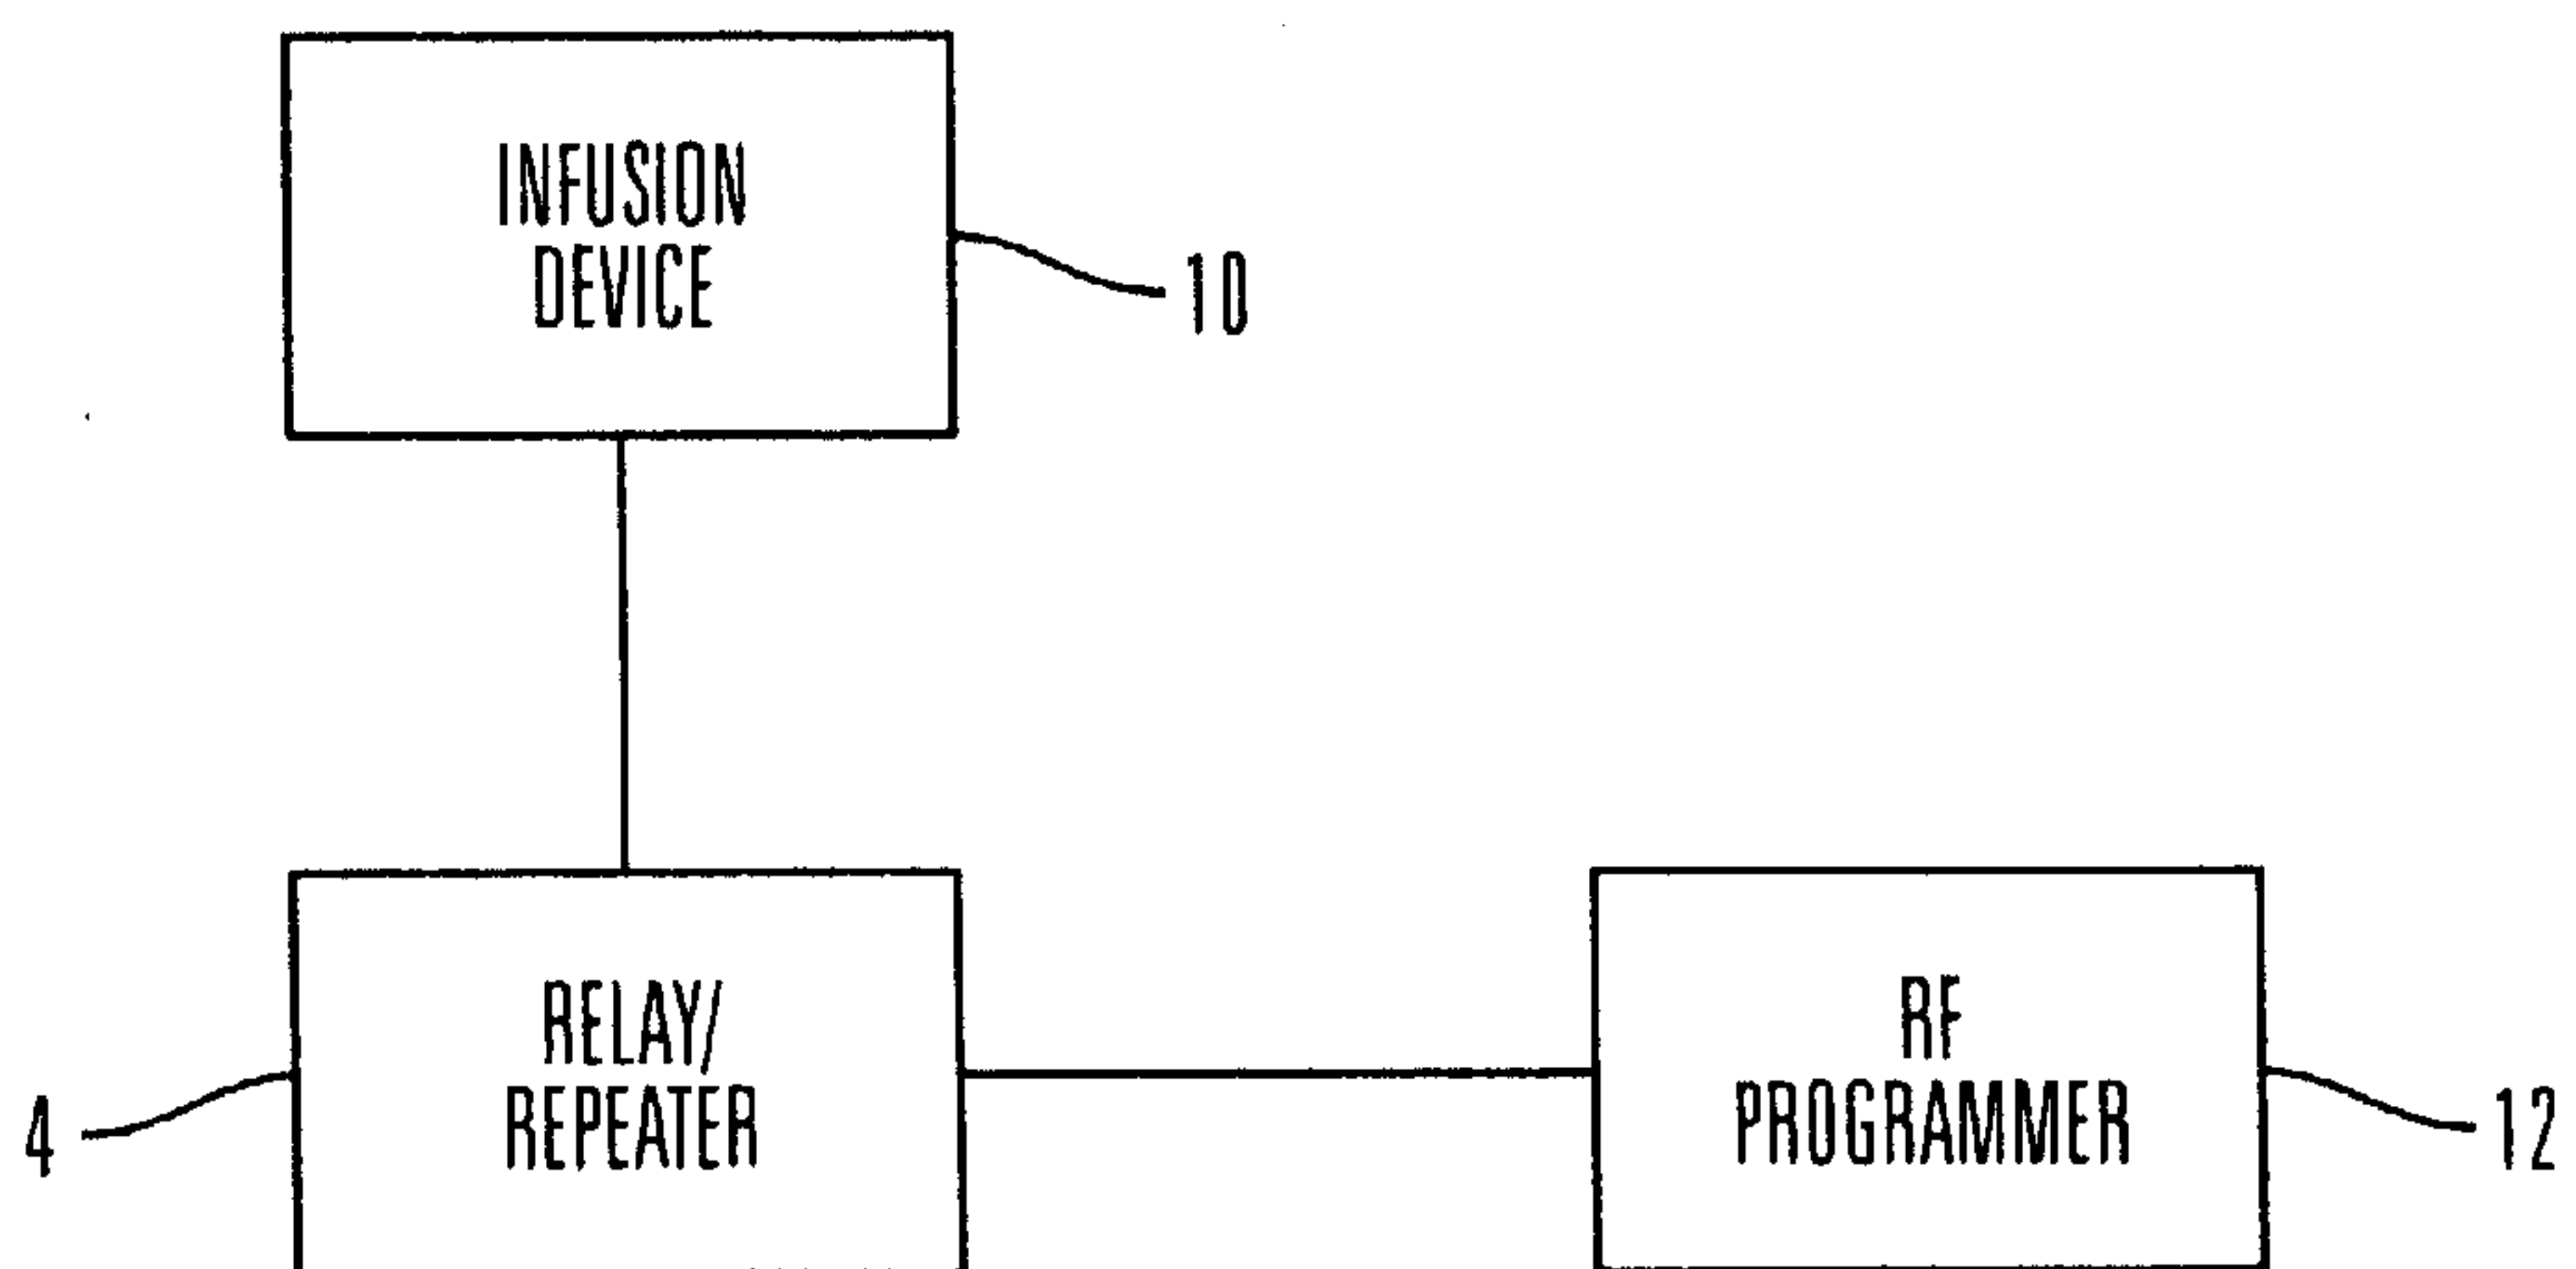 INFUSION
DEVICE
10
RELAY/
REPEATER
4
RF
PROGRAMMER
12